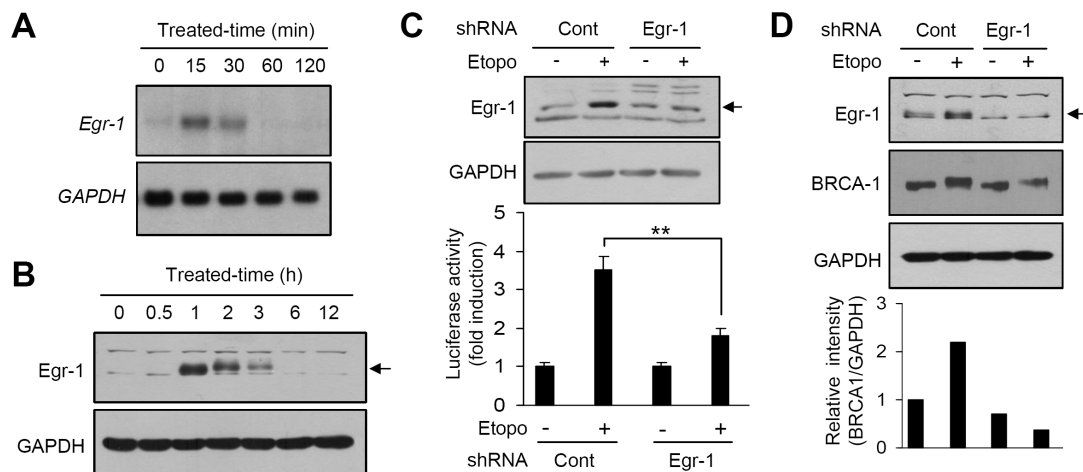 A
Treated-time (min)
0 15 30 60 120
Egr-1
GAPDH
B
Treated-time (h)
0 0.5 1 2 3 6 12
Egr-1
GAPDH
C
shRNA Cont Egr-1
Etopo - + - +
Egr-1
GAPDH
Luciferase activity
(fold induction)
5
4
3
2
1
0
**
Etopo - + - +
shRNA Cont Egr-1
D
shRNA Cont Egr-1
Etopo - + - +
Egr-1
BRCA-1
GAPDH
Relative intensity
(BRCA1/GAPDH)
3
2
1
0